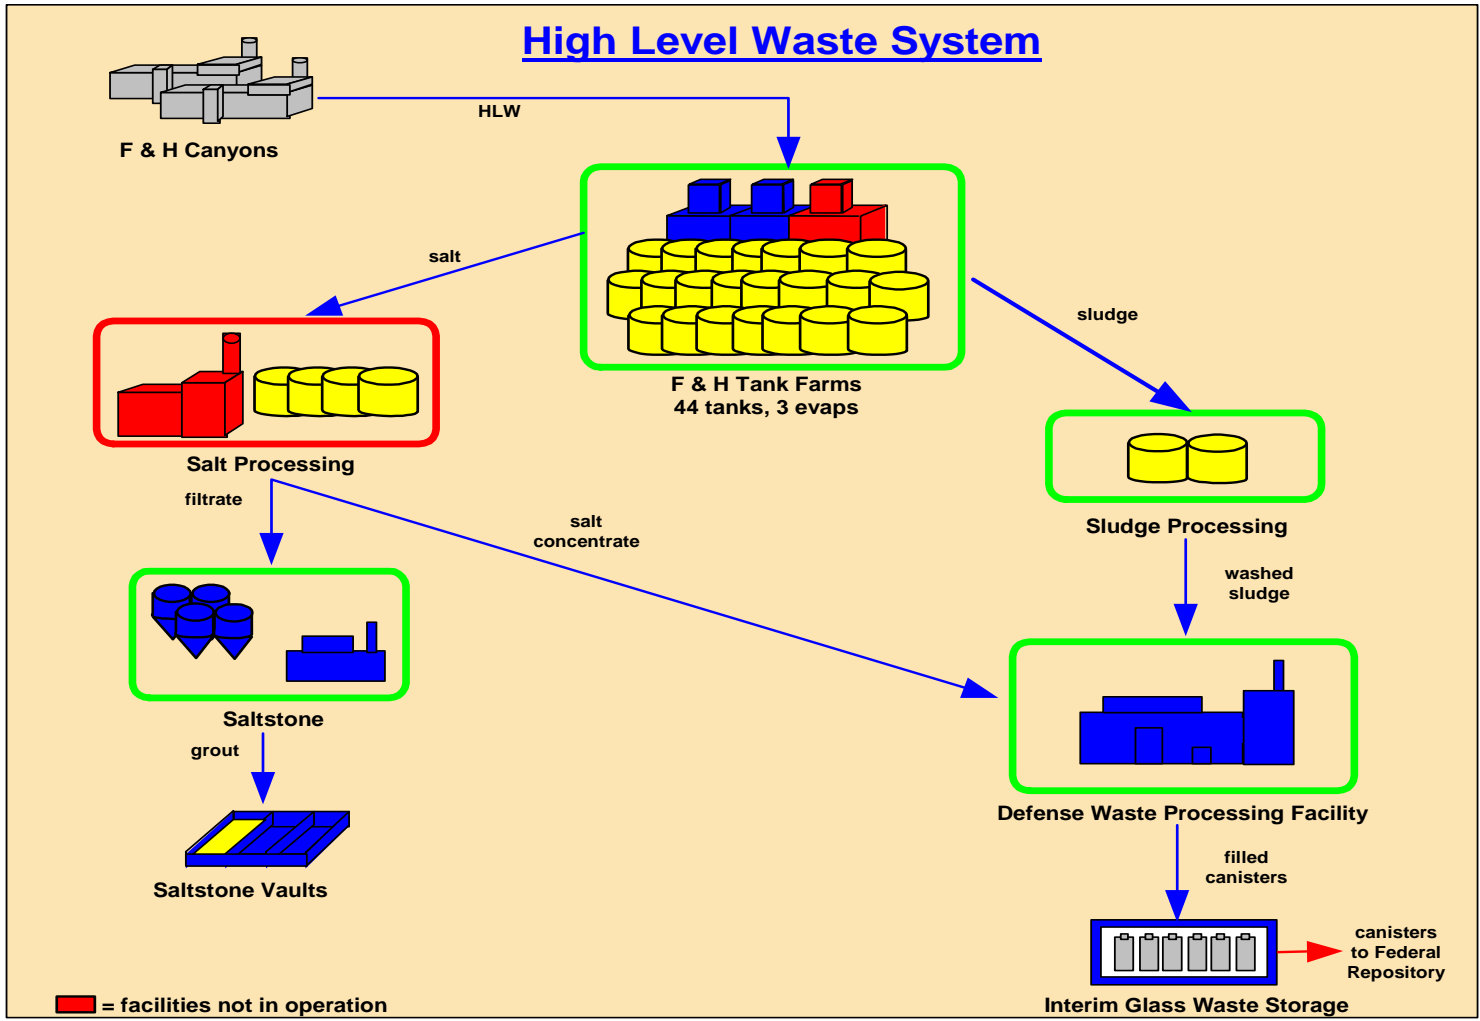 High Level Waste System
HLW
F & H Canyons
salt
sludge
F & H Tank Farms
44 tanks, 3 evaps
Salt Processing
filtrate
salt
concentrate
Sludge Processing
washed
sludge
Saltstone
grout
Defense Waste Processing Facility
filled
canisters
Saltstone Vaults
canisters
to Federal
Repository
Interim Glass Waste Storage
= facilities not in operation